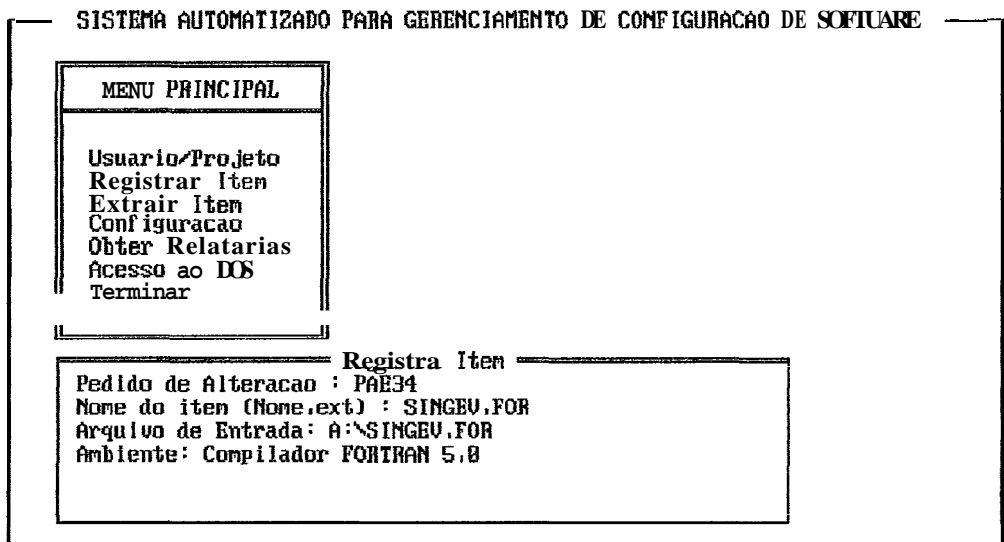 SISTEMA AUTOMATIZADO PARA GERENCIAMENTO DE CONFIGURACAO DE SOFTUARE
MENU PRINCIPAL
Usuario/Projeto
Registrar Item
Extrair Item
Configuracao
Obter Relatarias
Acesso ao DOS
Terminar
Registra Item
Pedido de Alteracao : PAE34
Nome do item (Nome.ext) : SINGEV.FOR
Arquivo de Entrada: A:\SINGEV.FOR
Ambiente: Compilador FORTRAN 5.0